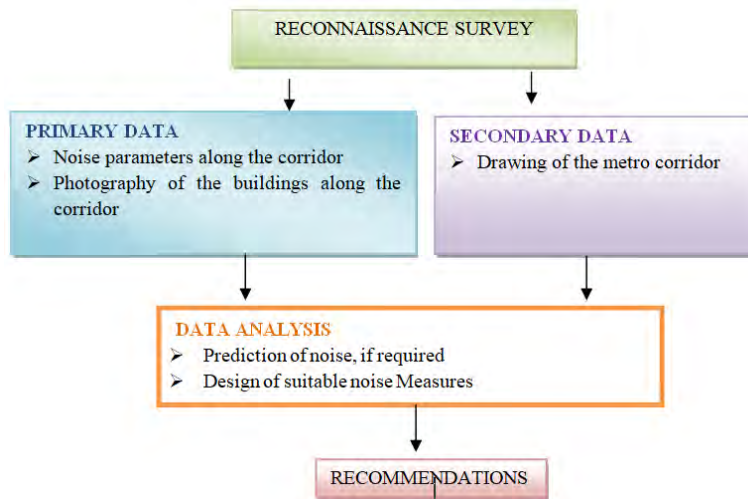 RECONNAISSANCE SURVEY
PRIMARY DATA
➢ Noise parameters along the corridor
➢ Photography of the buildings along the
corridor
SECONDARY DATA
➢ Drawing of the metro corridor
DATA ANALYSIS
➢ Prediction of noise, if required
➢ Design of suitable noise Measures
RECOMMENDATIONS